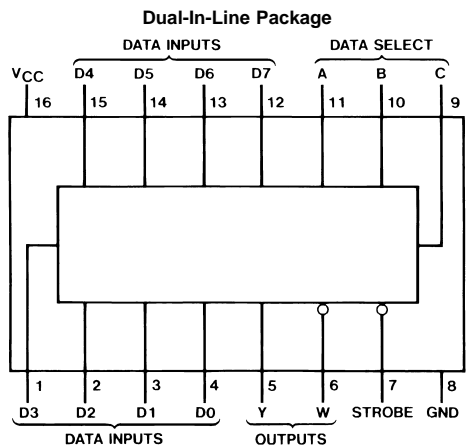 Dual-In-Line Package
DATA INPUTS DATA SELECT
VCC D4 D5 D6 D7 A B C
16 15 14 13 12 11 10 9
1 2 3 4 5 6 7 8
D3 D2 D1 D0 Y W STROBE GND
DATA INPUTS OUTPUTS